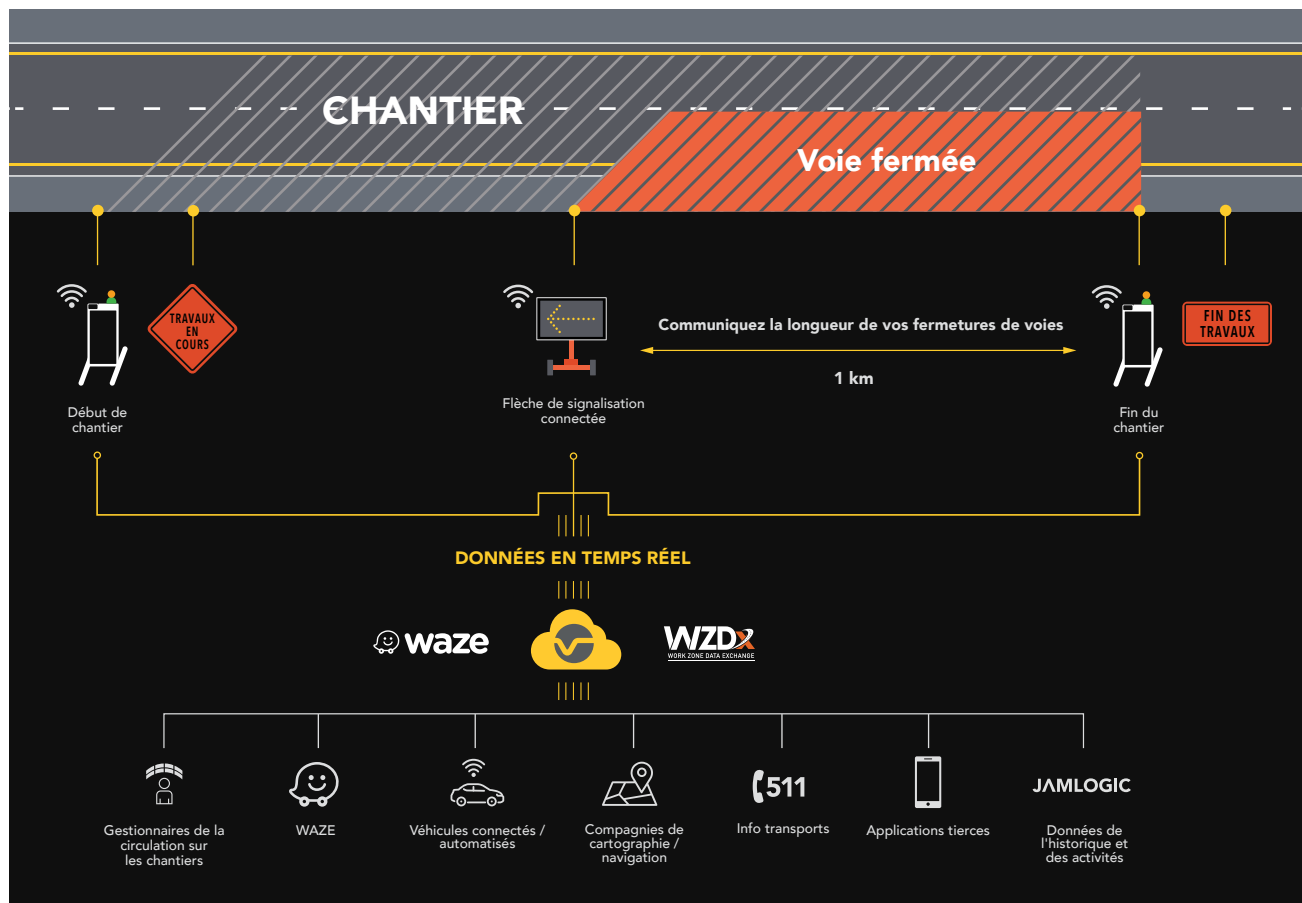 CHANTIER
Voie fermée
TRAVAUX
EN
COURS
FIN DES
TRAVAUX
Communiquez la longueur de vos fermetures de voies
1 km
Début de
chantier
Flèche de signalisation
connectée
Fin du
chantier
DONNÉES EN TEMPS RÉEL
waze
WZDx
WORK ZONE DATA EXCHANGE
511
JAMLOGIC
Gestionnaires de la
circulation sur
les chantiers
WAZE
Véhicules connectés /
automatisés
Compagnies de
cartographie /
navigation
Info transports
Applications tierces
Données de
l'historique et
des activités